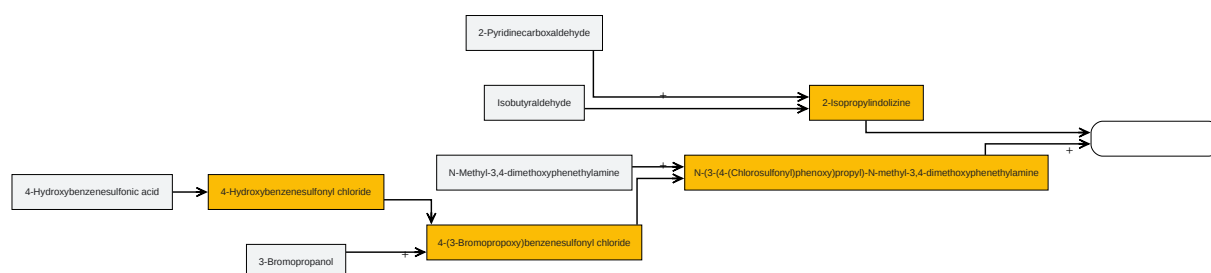 2-Pyridinecarboxaldehyde
+
Isobutyraldehyde
2-Isopropylindolizine
+
N-Methyl-3,4-dimethoxyphenethylamine
+
N-(3-(4-(Chlorosulfonyl)phenoxy)propyl)-N-methyl-3,4-dimethoxyphenethylamine
4-Hydroxybenzenesulfonic acid
4-Hydroxybenzenesulfonyl chloride
4-(3-Bromopropoxy)benzenesulfonyl chloride
+
3-Bromopropanol